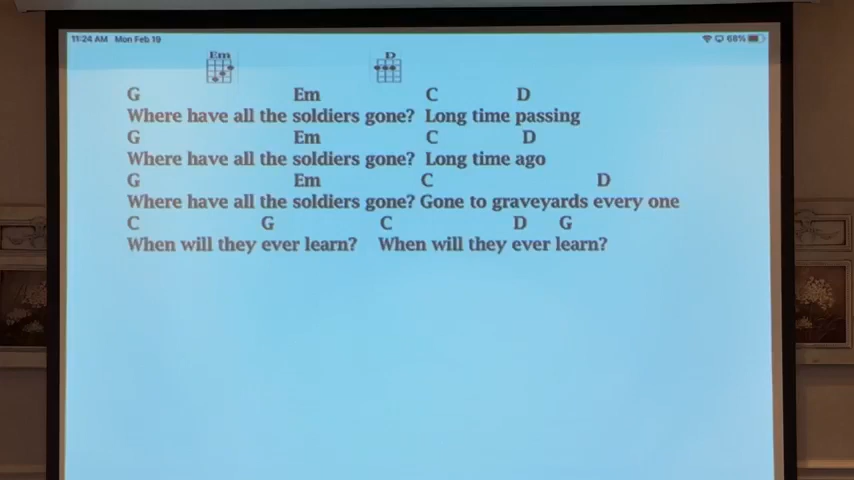 11:24 AM Mon Feb 19 68%
Em D
G Em C D
Where have all the soldiers gone? Long time passing
G Em C D
Where have all the soldiers gone? Long time ago
G Em C D
Where have all the soldiers gone? Gone to graveyards every one
C G C D G
When will they ever learn? When will they ever learn?